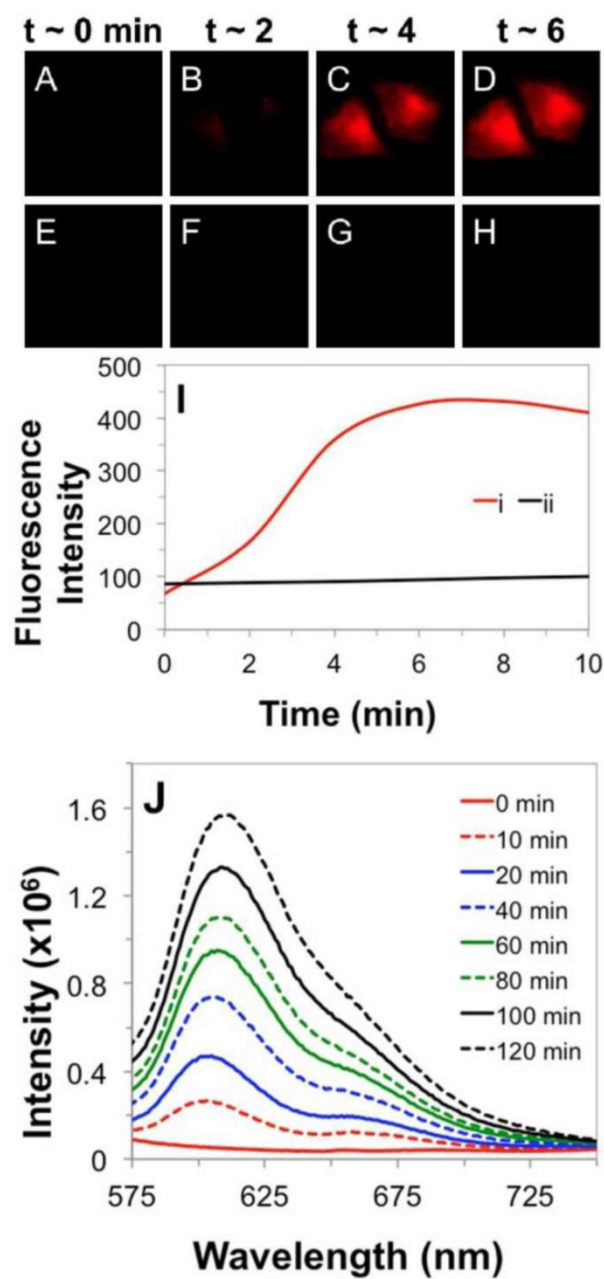 t ~ 0 min t ~ 2 t ~ 4 t ~ 6
A B C D
E F G H
I
500
400
300
200
100
0
i ii
0 2 4 6 8 10
Fluorescence
Intensity
Time (min)
J
1.6
1.2
0.8
0.4
0
0 min
10 min
20 min
40 min
60 min
80 min
100 min
120 min
575 625 675 725
Intensity (x10⁶)
Wavelength (nm)